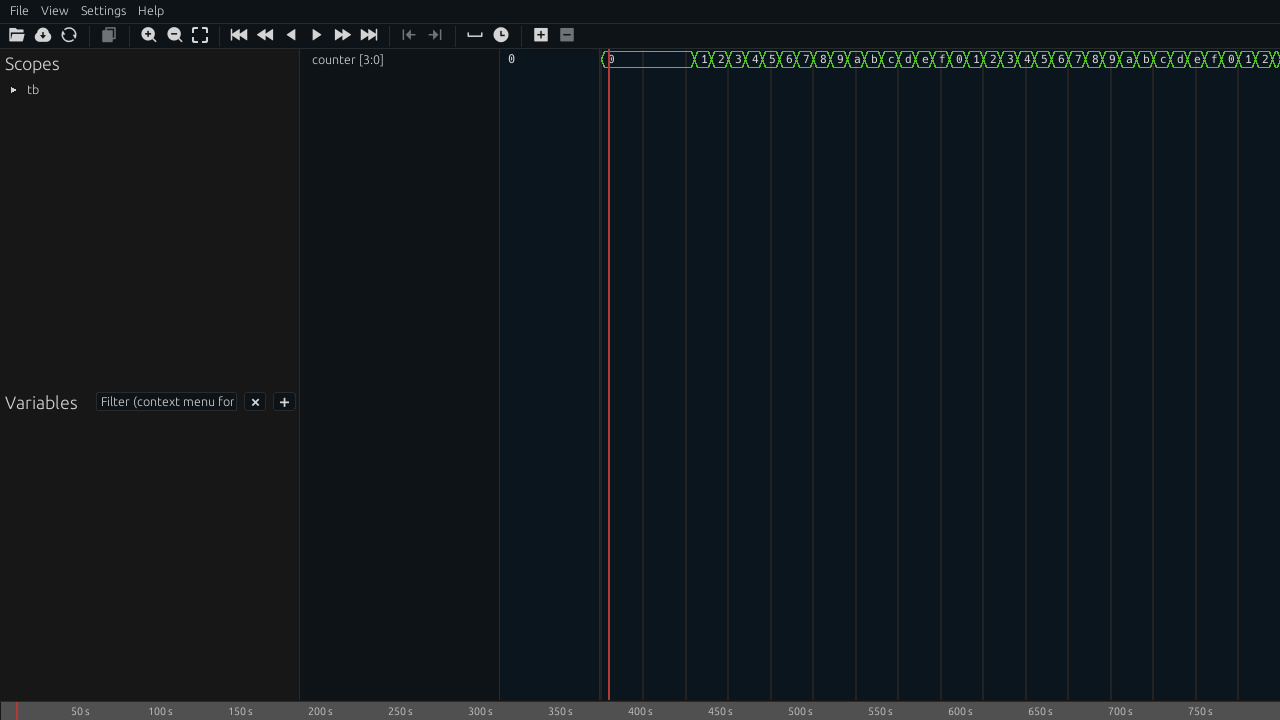 File View Settings Help
Scopes
counter [3:0]
0
0 1 2 3 4 5 6 7 8 9 a b c d e f 0 1 2 3 4 5 6 7 8 9 a b c d e f 0 1 2
tb
Variables
Filter (context menu for
50 s 100 s 150 s 200 s 250 s 300 s 350 s 400 s 450 s 500 s 550 s 600 s 650 s 700 s 750 s